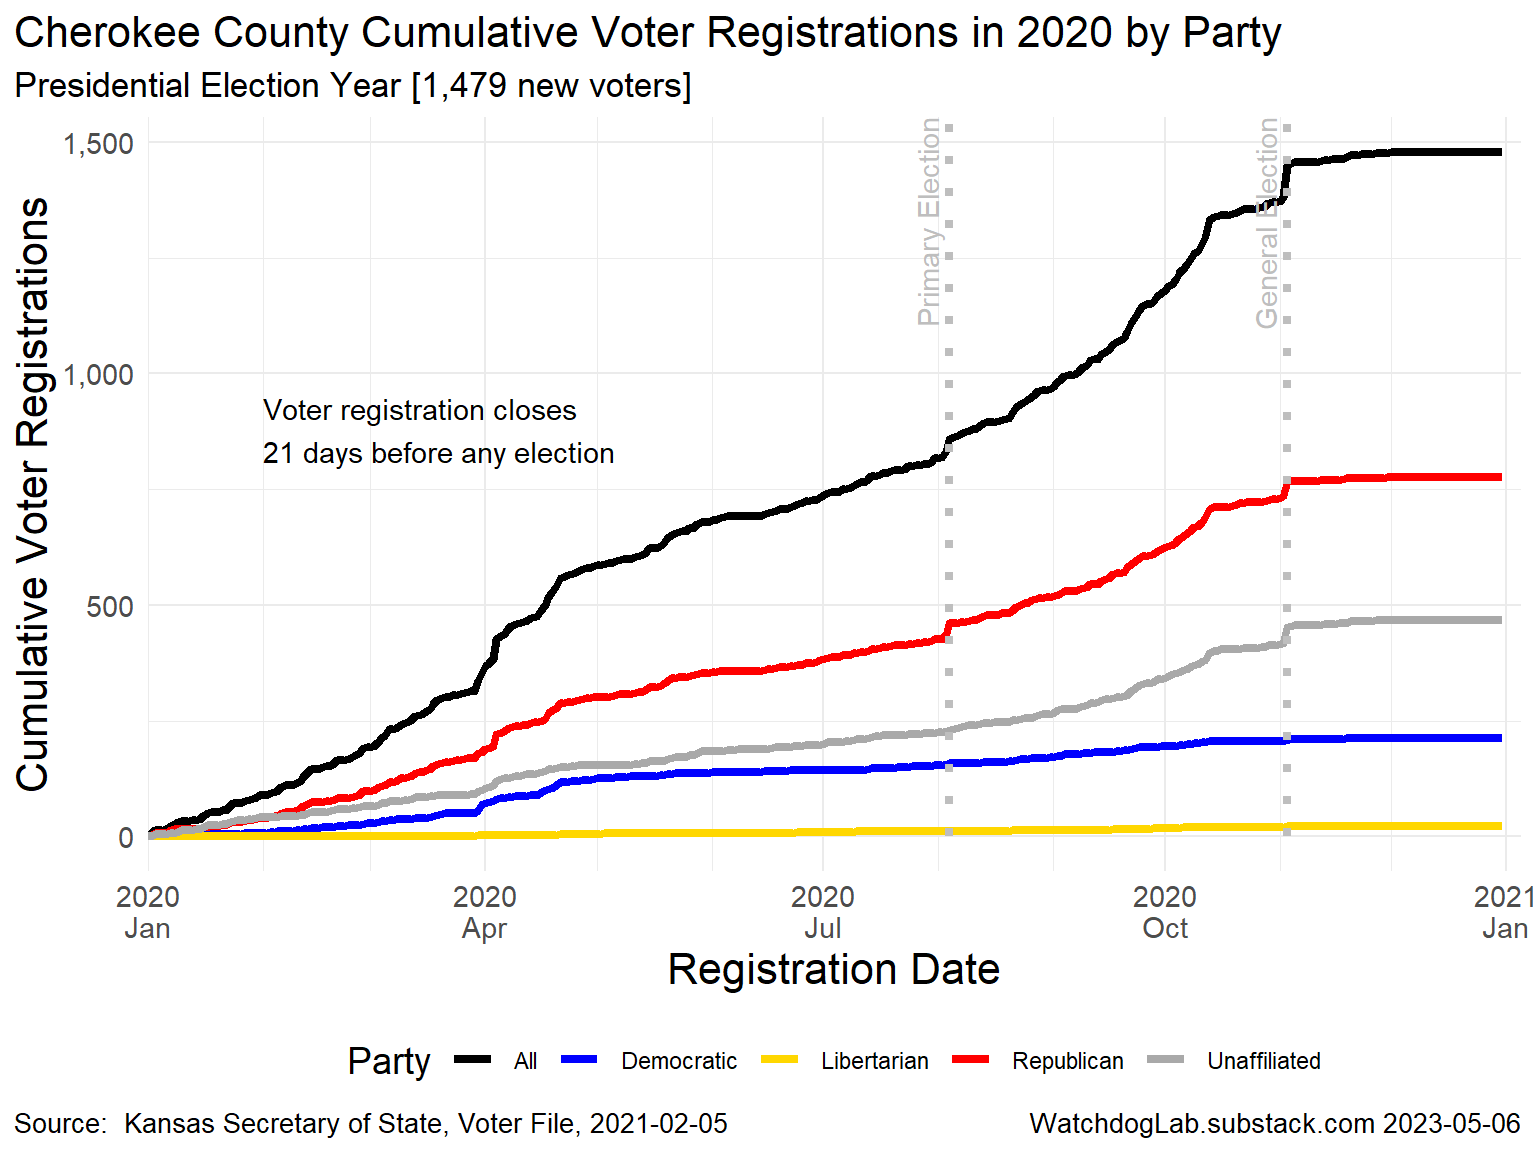 Cherokee County Cumulative Voter Registrations in 2020 by Party
Presidential Election Year [1,479 new voters]
Cumulative Voter Registrations
1,500
1,000
500
0
Primary Election
General Election
Voter registration closes
21 days before any election
2020 2020 2020 2020 2021
Jan Apr Jul Oct Jan
Registration Date
Party All Democratic Libertarian Republican Unaffiliated
Source:  Kansas Secretary of State, Voter File, 2021-02-05
WatchdogLab.substack.com 2023-05-06